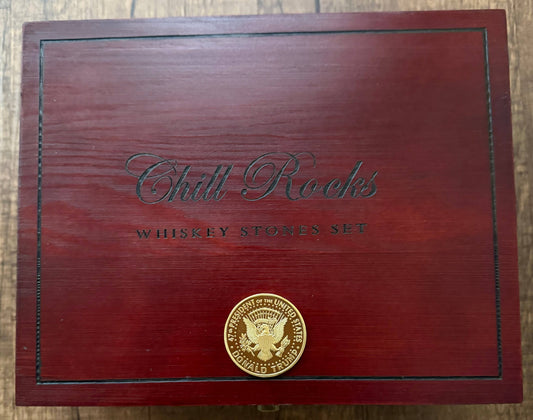 Chill Rocks
WHISKEY STONES SET
47th PRESIDENT OF THE UNITED STATES
DONALD TRUMP